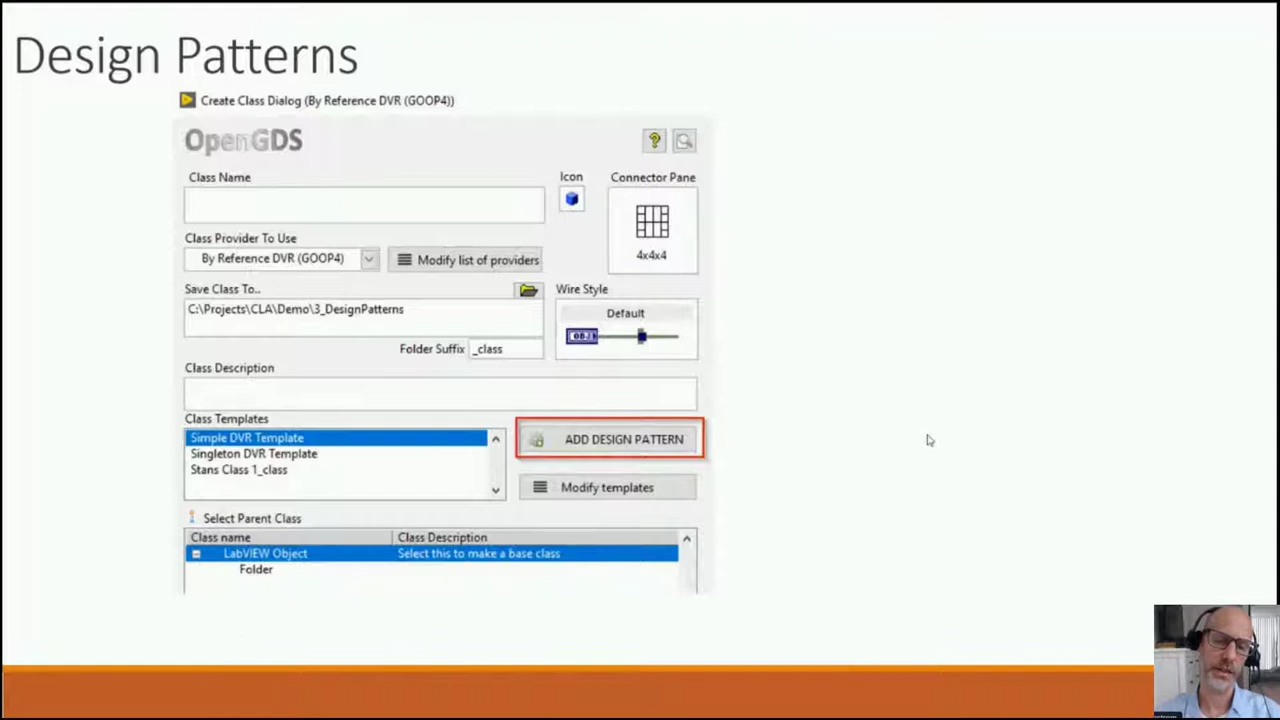 Design Patterns
Create Class Dialog (By Reference DVR (GOOP4))
OpenGDS
Class Name
Icon
Connector Pane
4x4x4
Class Provider To Use
By Reference DVR (GOOP4)
Modify list of providers
Save Class To..
Wire Style
C:\Projects\CLA\Demo\3_DesignPatterns
Default
OBJ
Folder Suffix _class
Class Description
Class Templates
Simple DVR Template
ADD DESIGN PATTERN
Singleton DVR Template
Stans Class 1_class
Modify templates
Select Parent Class
Class name Class Description
LabVIEW Object Select this to make a base class
Folder